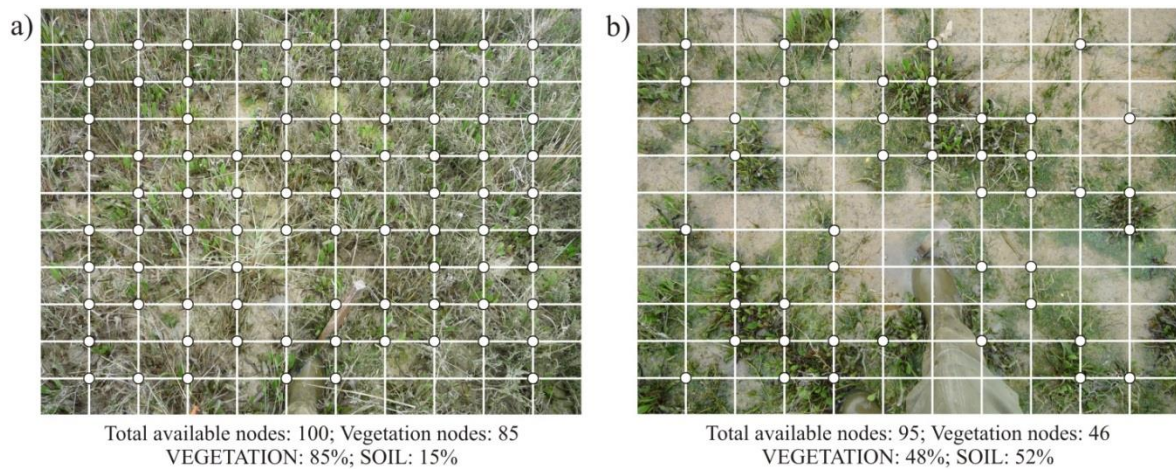 a)
b)
Total available nodes: 100; Vegetation nodes: 85
VEGETATION: 85%; SOIL: 15%
Total available nodes: 95; Vegetation nodes: 46
VEGETATION: 48%; SOIL: 52%